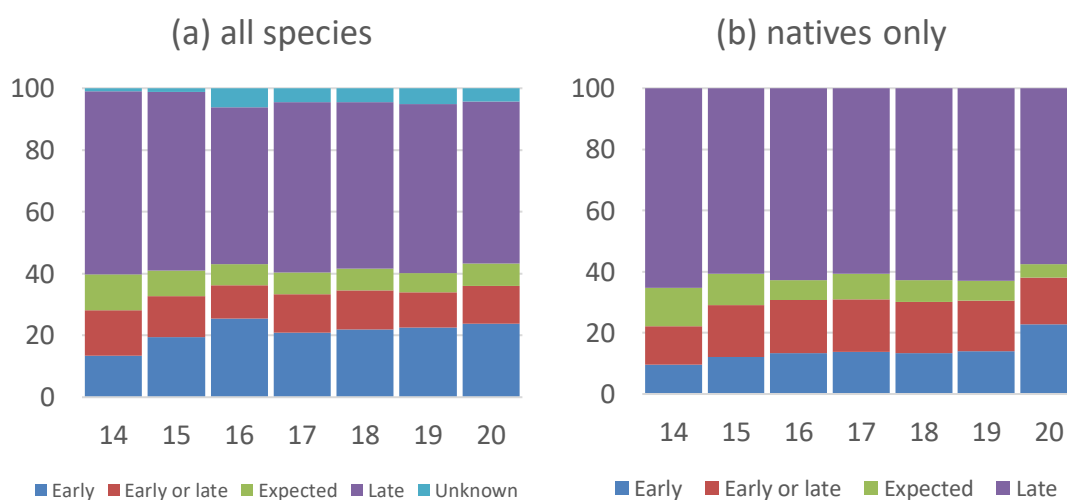 (a) all species
100
80
60
40
20
0
14 15 16 17 18 19 20
Early Early or late Expected Late Unknown
(b) natives only
100
80
60
40
20
0
14 15 16 17 18 19 20
Early Early or late Expected Late